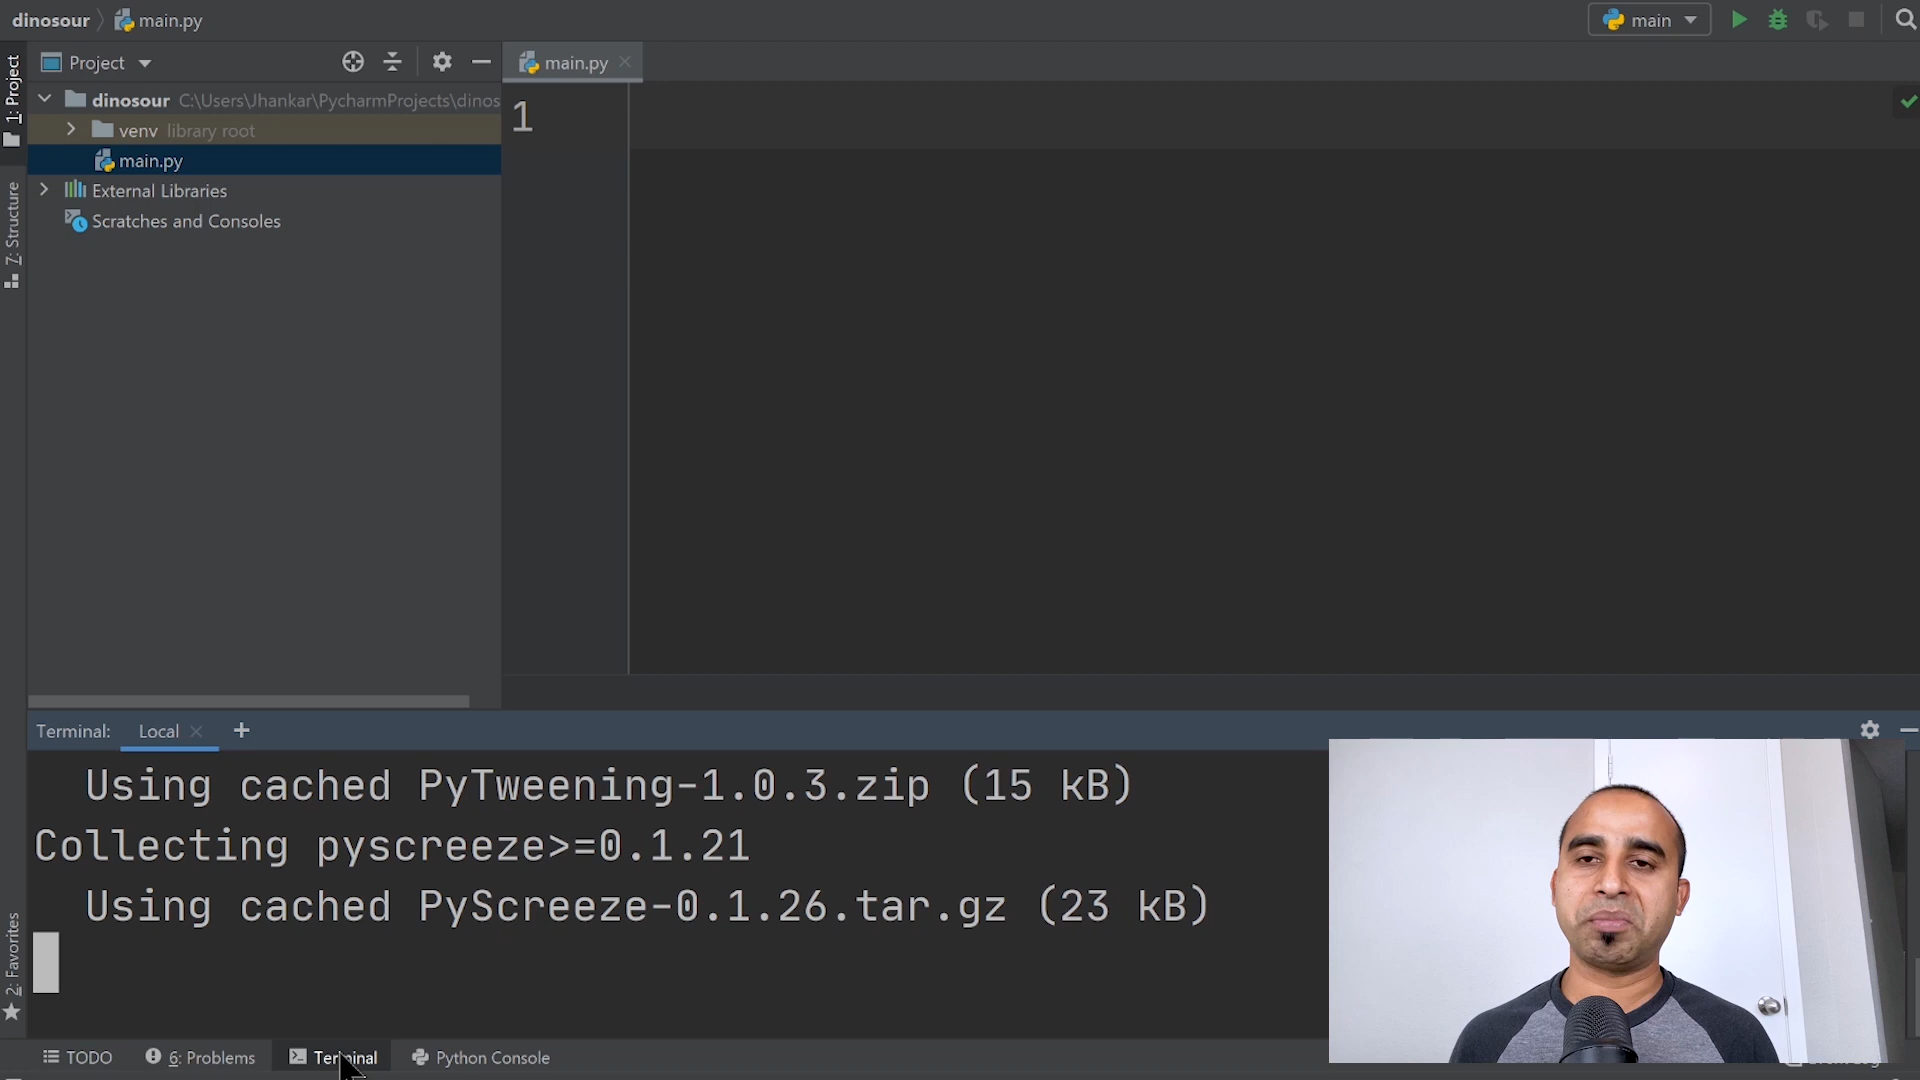 dinosour main.py
main
1: Project
Project
main.py
dinosour C:\Users\Jhankar\PycharmProjects\dinos
venv library root
main.py
External Libraries
Scratches and Consoles
1
7: Structure
Terminal: Local +
Using cached PyTweening-1.0.3.zip (15 kB)
Collecting pyscreeze>=0.1.21
Using cached PyScreeze-0.1.26.tar.gz (23 kB)
2: Favorites
TODO 6: Problems Terminal Python Console